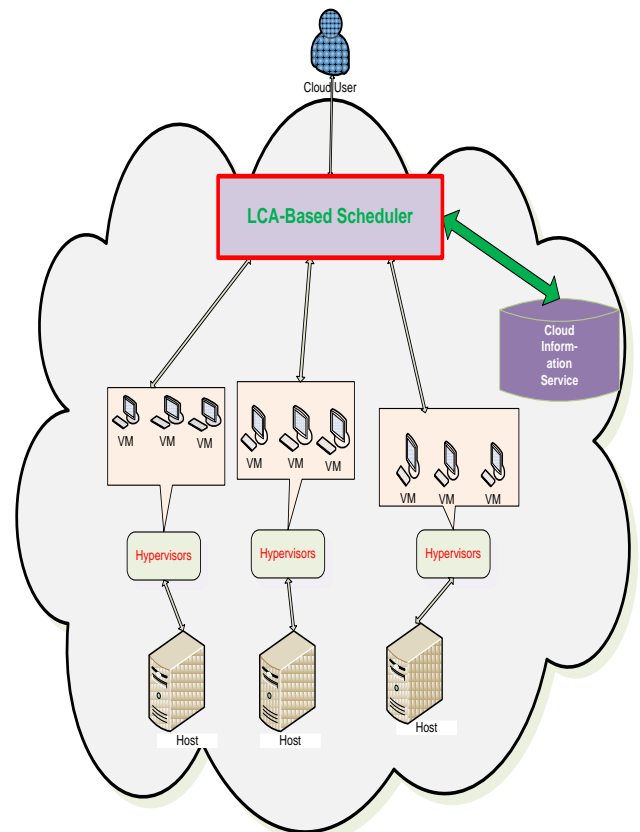 Cloud User
LCA-Based Scheduler
Cloud
Inform-
ation
Service
VM VM VM
VM VM VM
VM VM VM
Hypervisors
Hypervisors
Hypervisors
Host
Host
Host